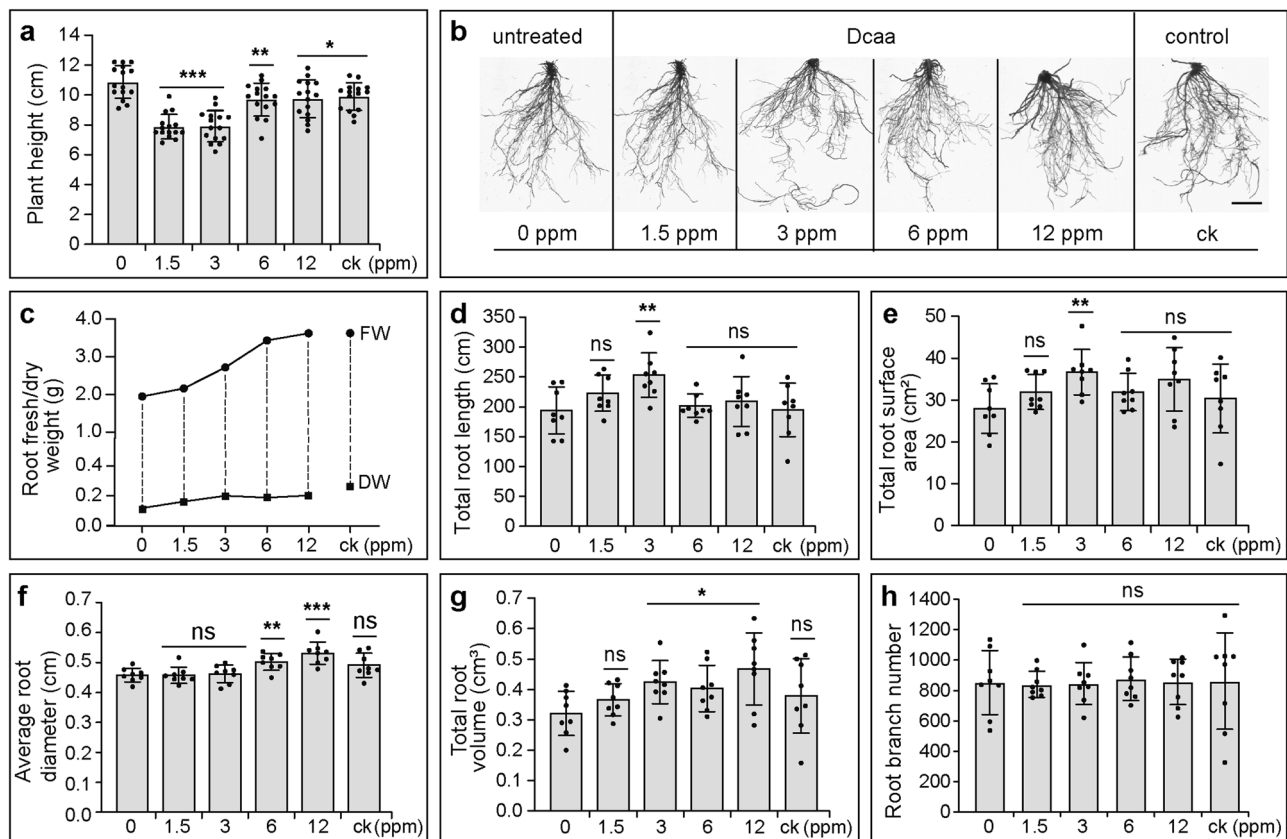 a
Plant height (cm)
14
12
10
8
6
4
2
0
***
**
*
0 1.5 3 6 12 ck (ppm)
b
untreated Dcaa control
0 ppm 1.5 ppm 3 ppm 6 ppm 12 ppm ck
c
Root fresh/dry
weight (g)
4.0
2.0
1.0
0.4
0.2
0.0
FW
DW
0 1.5 3 6 12 ck (ppm)
d
Total root length (cm)
350
300
250
200
150
100
50
0
ns
**
ns
0 1.5 3 6 12 ck (ppm)
e
Total root surface
area (cm²)
50
40
30
20
10
0
ns
**
ns
0 1.5 3 6 12 ck (ppm)
f
Average root
diameter (cm)
0.7
0.6
0.5
0.4
0.3
0.2
0.1
0.0
ns
**
***
ns
0 1.5 3 6 12 ck (ppm)
g
Total root
volume (cm³)
0.7
0.6
0.5
0.4
0.3
0.2
0.1
0.0
ns
*
ns
0 1.5 3 6 12 ck (ppm)
h
Root branch number
1400
1200
1000
800
600
400
200
0
ns
0 1.5 3 6 12 ck (ppm)